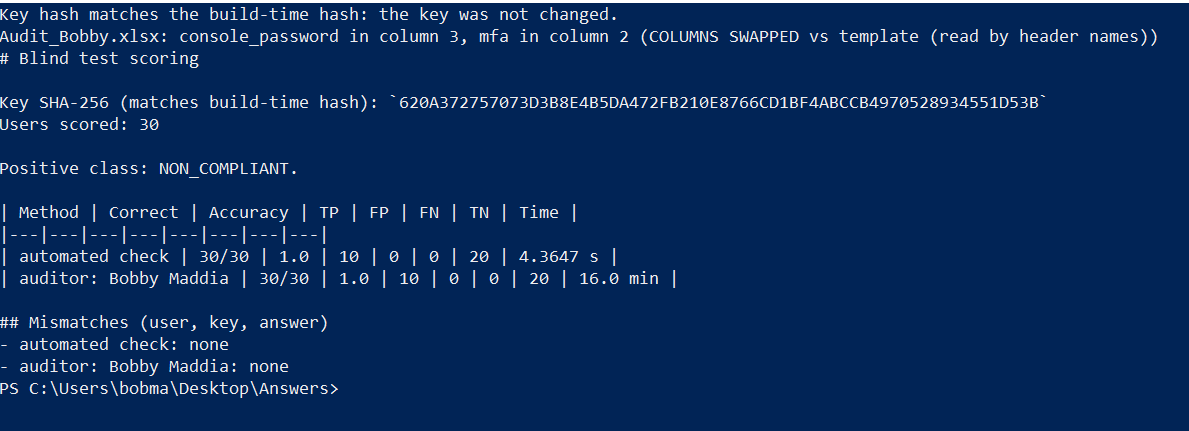 Key hash matches the build-time hash: the key was not changed.
Audit_Bobby.xlsx: console_password in column 3, mfa in column 2 (COLUMNS SWAPPED vs template (read by header names))
# Blind test scoring
Key SHA-256 (matches build-time hash): `620A372757073D3B8E4B5DA472FB210E8766CD1BF4ABCCB4970528934551D53B`
Users scored: 30
Positive class: NON_COMPLIANT.
| Method | Correct | Accuracy | TP | FP | FN | TN | Time |
|---|---|---|---|---|---|---|---|
| automated check | 30/30 | 1.0 | 10 | 0 | 0 | 20 | 4.3647 s |
| auditor: Bobby Maddia | 30/30 | 1.0 | 10 | 0 | 0 | 20 | 16.0 min |
## Mismatches (user, key, answer)
- automated check: none
- auditor: Bobby Maddia: none
PS C:\Users\bobma\Desktop\Answers>